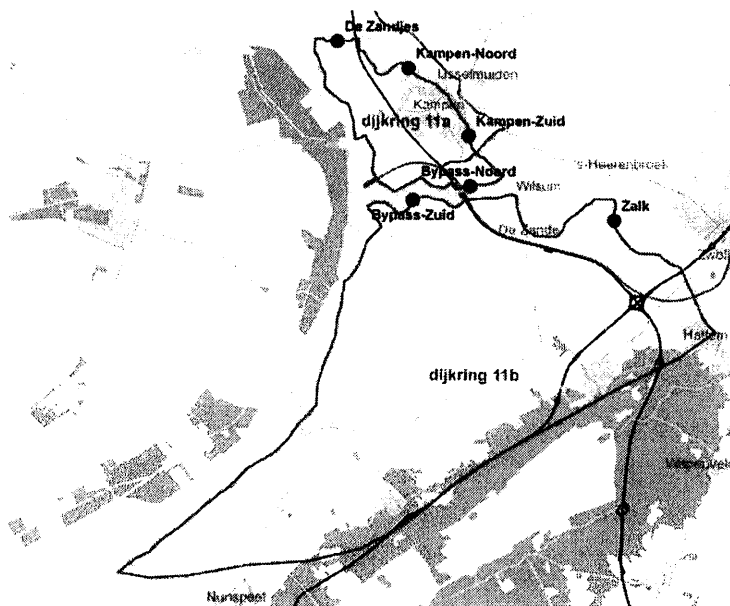 De Zandjes
Kampen-Noord
IJsselmuiden
Kampen
dijkring 11a
Kampen-Zuid
's-Heerenbroek
Bypass-Noord
Wilsum
Bypass-Zuid
Zalk
De Zande
Hattem
dijkring 11b
Nunspeet